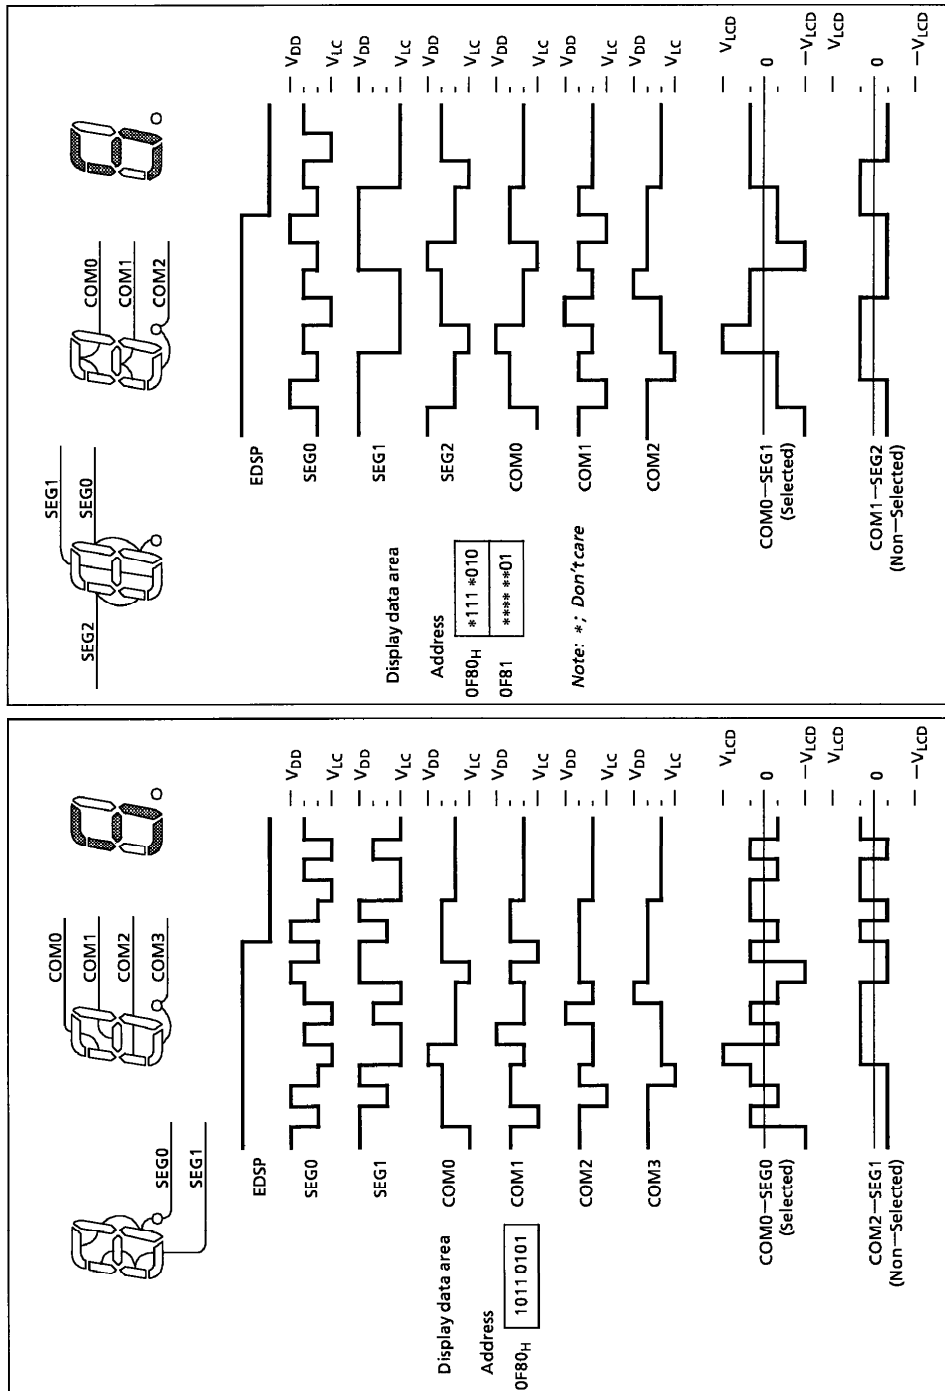 COM0
COM1
SEG0
COM2
SEG1
COM3
EDSP
SEG0
VDD
VLC
SEG1
VDD
VLC
Display data area
COM0
VDD
VLC
Address
0F80H
1011 0101
COM1
VDD
VLC
COM2
VDD
VLC
COM3
VDD
VLC
VLCD
COM0—SEG0
(Selected)
0
—VLCD
VLCD
COM2—SEG1
(Non—Selected)
0
—VLCD
SEG1
SEG2
SEG0
COM0
COM1
COM2
EDSP
SEG0
VDD
VLC
SEG1
VDD
VLC
Display data area
SEG2
VDD
VLC
Address
0F80H
*111 *010
0F81
**** **01
COM0
VDD
VLC
COM1
VDD
VLC
Note: *; Don't care
COM2
VDD
VLC
VLCD
COM0—SEG1
(Selected)
0
—VLCD
VLCD
COM1—SEG2
(Non—Selected)
0
—VLCD